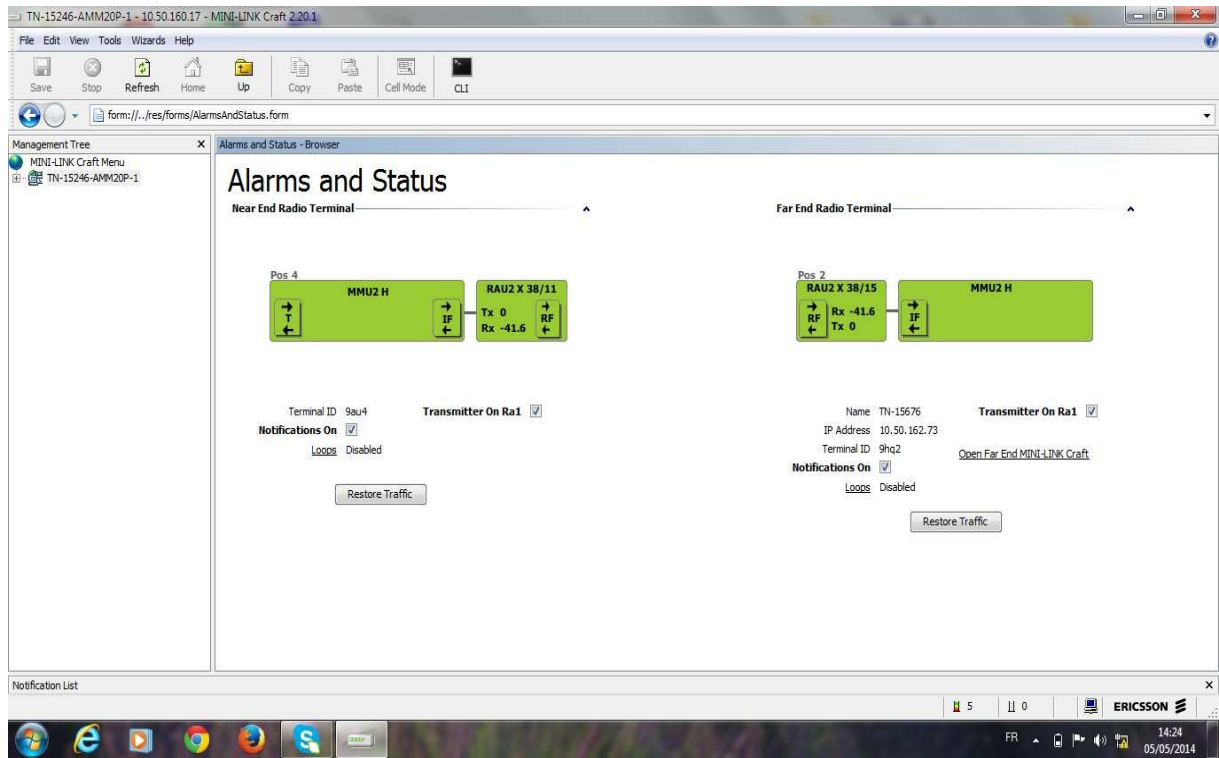 TN-15246-AMM20P-1 - 10.50.160.17 - MINI-LINK Craft 2.20.1
File Edit View Tools Wizards Help
Save Stop Refresh Home Up Copy Paste Cell Mode CLI
form://../res/forms/AlarmsAndStatus.form
Management Tree
MINI-LINK Craft Menu
TN-15246-AMM20P-1
Alarms and Status - Browser
Alarms and Status
Near End Radio Terminal
Pos 4
MMU2 H
T
IF
RAU2 X 38/11
Tx 0
Rx -41.6
RF
Terminal ID 9au4
Transmitter On Ra1
Notifications On
Loops Disabled
Restore Traffic
Far End Radio Terminal
Pos 2
RAU2 X 38/15
RF
Rx -41.6
Tx 0
IF
MMU2 H
Name TN-15676
Transmitter On Ra1
IP Address 10.50.162.73
Terminal ID 9hq2
Open Far End MINI-LINK Craft
Notifications On
Loops Disabled
Restore Traffic
Notification List
5
0
ERICSSON
FR
14:24
05/05/2014